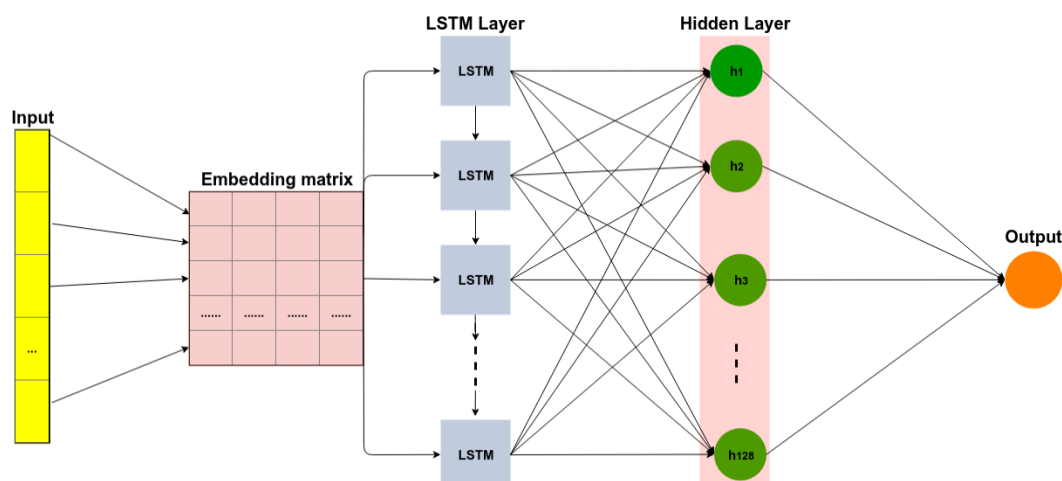 LSTM Layer
Hidden Layer
LSTM
h1
Input
Embedding matrix
LSTM
h2
Output
LSTM
h3
...... ...... ...... ......
...
LSTM
h128